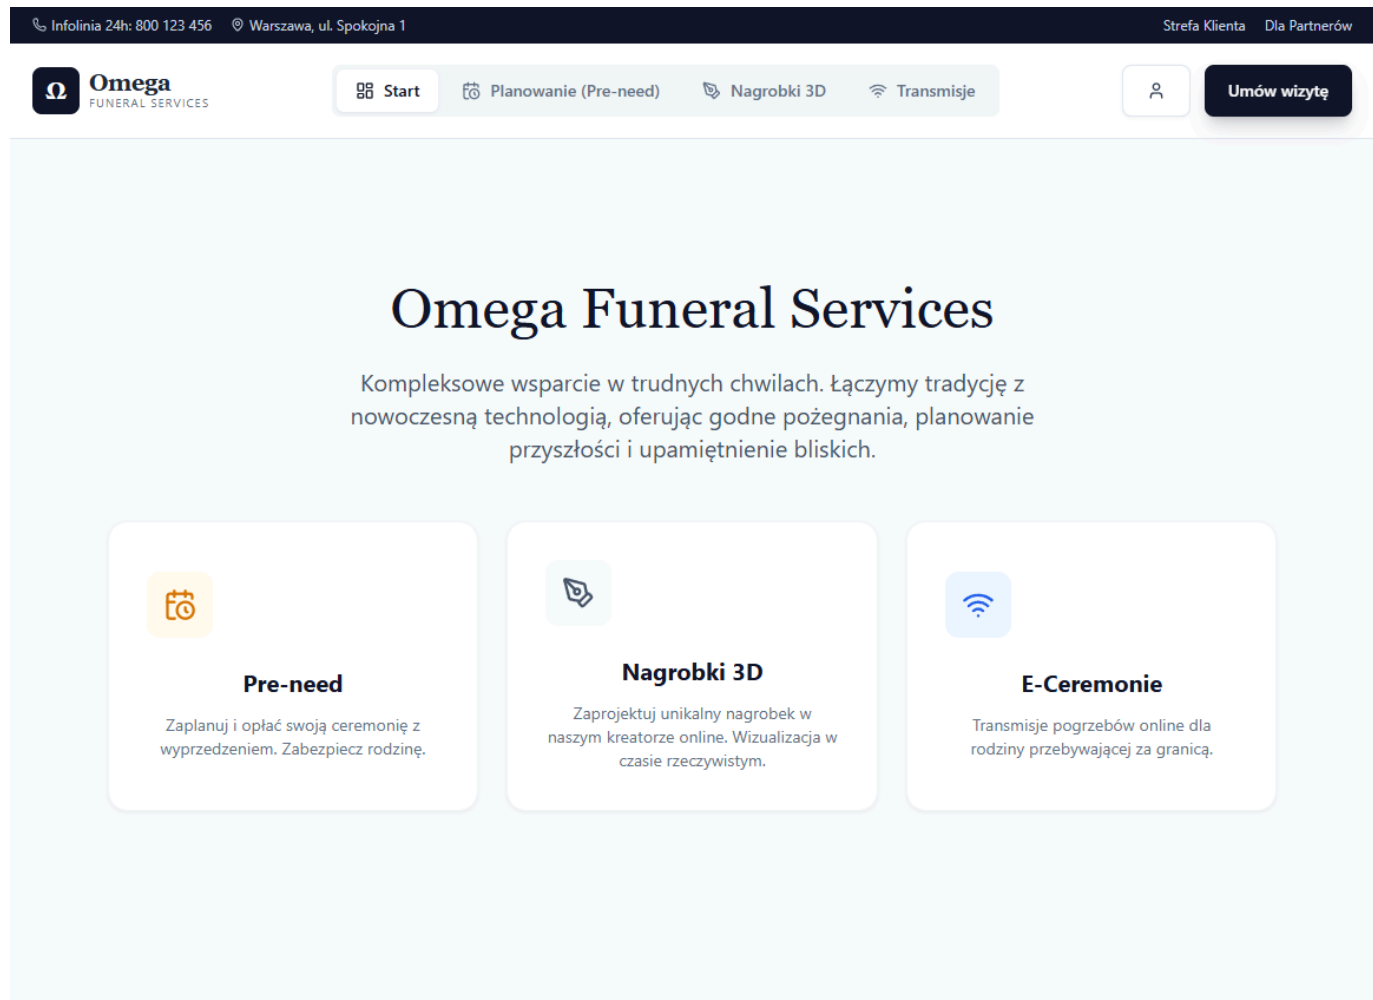 Infolinia 24h: 800 123 456
Warszawa, ul. Spokojna 1
Strefa Klienta
Dla Partnerów
Ω
Omega
FUNERAL SERVICES
Start
Planowanie (Pre-need)
Nagrobki 3D
Transmisje
Umów wizytę
Omega Funeral Services
Kompleksowe wsparcie w trudnych chwilach. Łączymy tradycję z
nowoczesną technologią, oferując godne pożegnania, planowanie
przyszłości i upamiętnienie bliskich.
Pre-need
Zaplanuj i opłać swoją ceremonię z
wyprzedzeniem. Zabezpiecz rodzinę.
Nagrobki 3D
Zaprojektuj unikalny nagrobek w
naszym kreatorze online. Wizualizacja w
czasie rzeczywistym.
E-Ceremonie
Transmisje pogrzebów online dla
rodziny przebywającej za granicą.